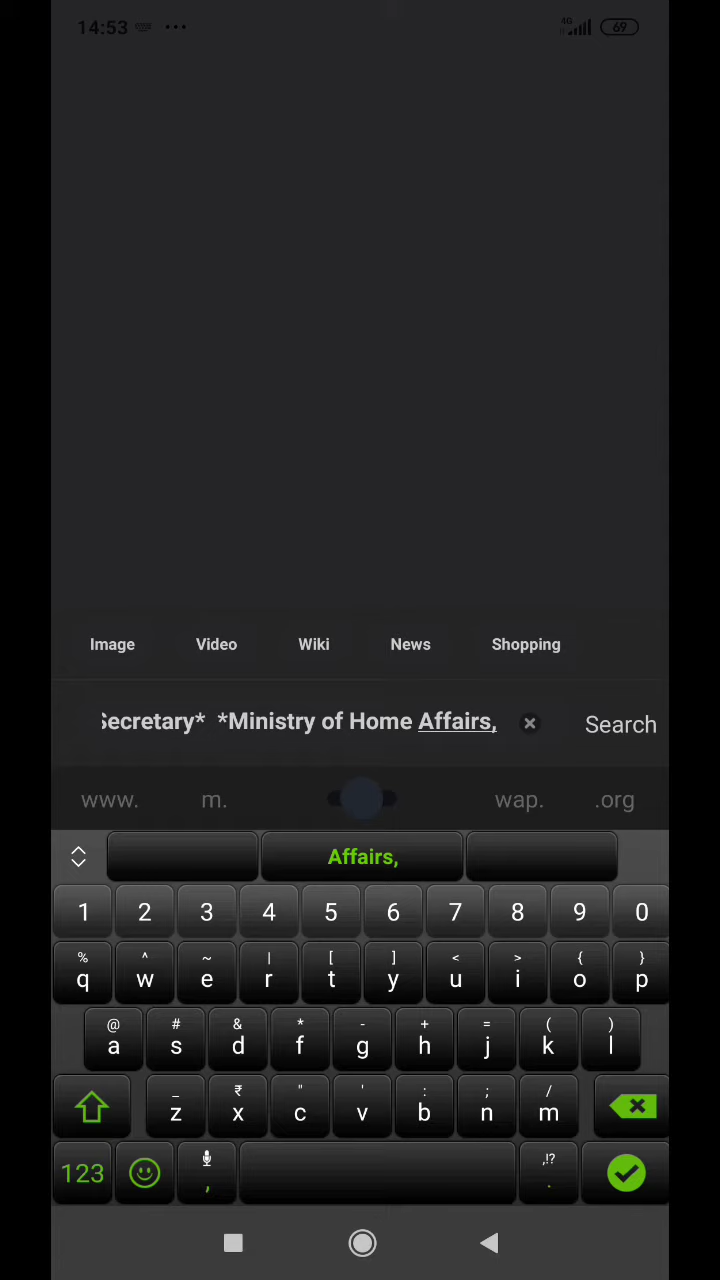 14:53 ...
4G 69
Image Video Wiki News Shopping
Secretary* *Ministry of Home Affairs, Search
www. m. wap. .org
Affairs,
1 2 3 4 5 6 7 8 9 0
% ^ ~ | [ ] < > { }
q w e r t y u i o p
@ # & * - + = ( )
a s d f g h j k l
_ ₹ " ' : ; /
z x c v b n m
123 , ,!? .